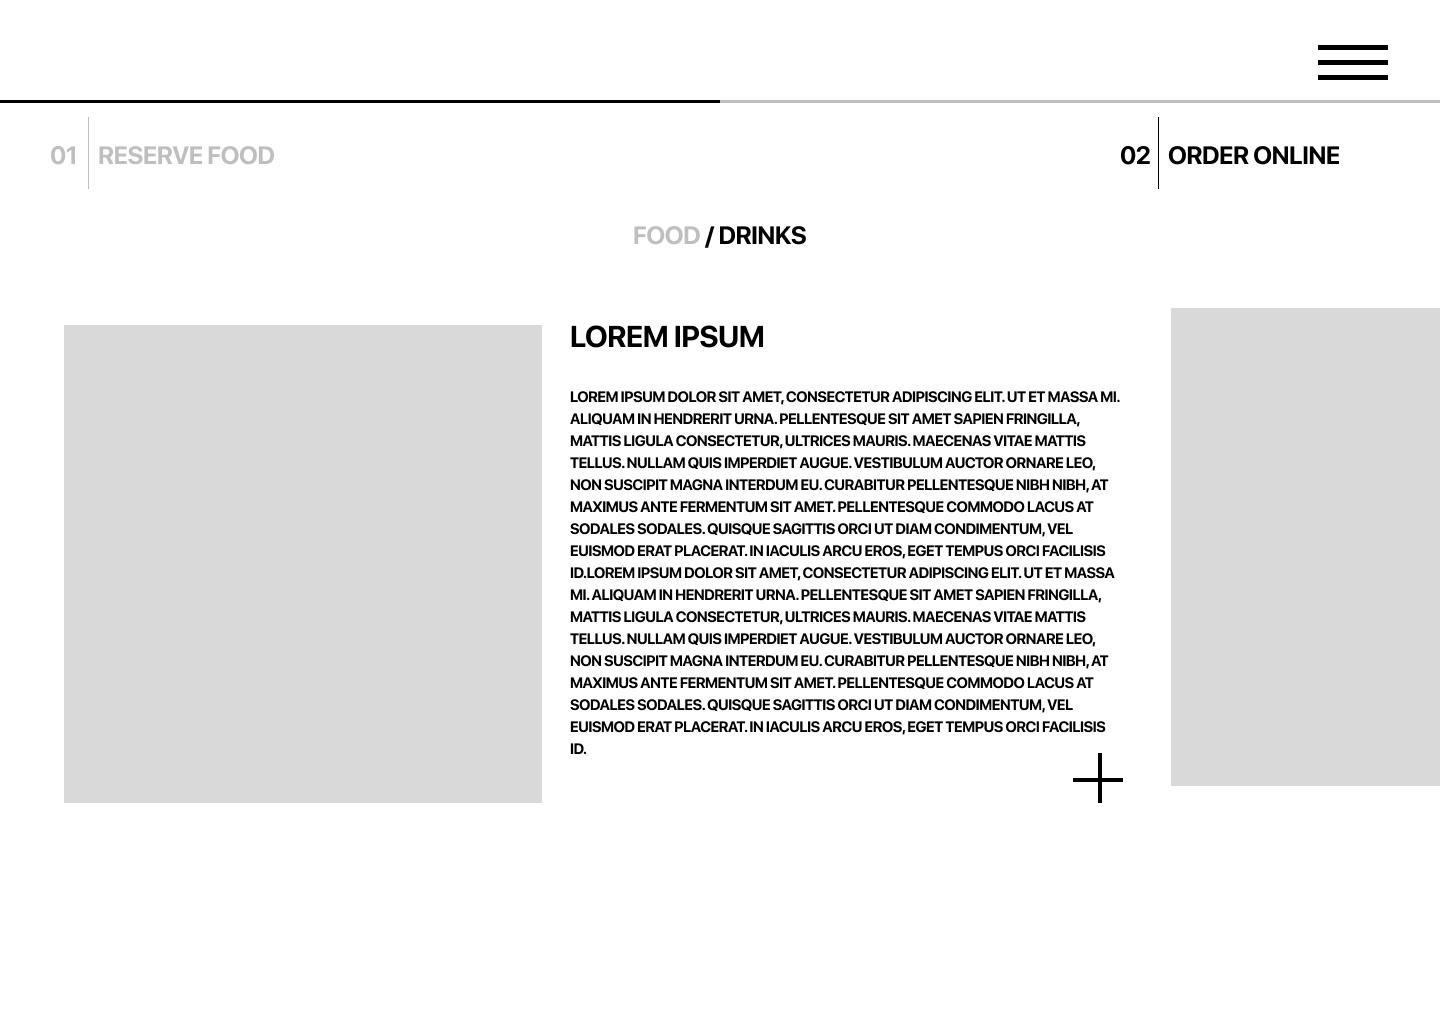 01 RESERVE FOOD
02 ORDER ONLINE
FOOD / DRINKS
LOREM IPSUM
LOREM IPSUM DOLOR SIT AMET, CONSECTETUR ADIPISCING ELIT. UT ET MASSA MI.
ALIQUAM IN HENDRERIT URNA. PELLENTESQUE SIT AMET SAPIEN FRINGILLA,
MATTIS LIGULA CONSECTETUR, ULTRICES MAURIS. MAECENAS VITAE MATTIS
TELLUS. NULLAM QUIS IMPERDIET AUGUE. VESTIBULUM AUCTOR ORNARE LEO,
NON SUSCIPIT MAGNA INTERDUM EU. CURABITUR PELLENTESQUE NIBH NIBH, AT
MAXIMUS ANTE FERMENTUM SIT AMET. PELLENTESQUE COMMODO LACUS AT
SODALES SODALES. QUISQUE SAGITTIS ORCI UT DIAM CONDIMENTUM, VEL
EUISMOD ERAT PLACERAT. IN IACULIS ARCU EROS, EGET TEMPUS ORCI FACILISIS
ID.LOREM IPSUM DOLOR SIT AMET, CONSECTETUR ADIPISCING ELIT. UT ET MASSA
MI. ALIQUAM IN HENDRERIT URNA. PELLENTESQUE SIT AMET SAPIEN FRINGILLA,
MATTIS LIGULA CONSECTETUR, ULTRICES MAURIS. MAECENAS VITAE MATTIS
TELLUS. NULLAM QUIS IMPERDIET AUGUE. VESTIBULUM AUCTOR ORNARE LEO,
NON SUSCIPIT MAGNA INTERDUM EU. CURABITUR PELLENTESQUE NIBH NIBH, AT
MAXIMUS ANTE FERMENTUM SIT AMET. PELLENTESQUE COMMODO LACUS AT
SODALES SODALES. QUISQUE SAGITTIS ORCI UT DIAM CONDIMENTUM, VEL
EUISMOD ERAT PLACERAT. IN IACULIS ARCU EROS, EGET TEMPUS ORCI FACILISIS
ID.